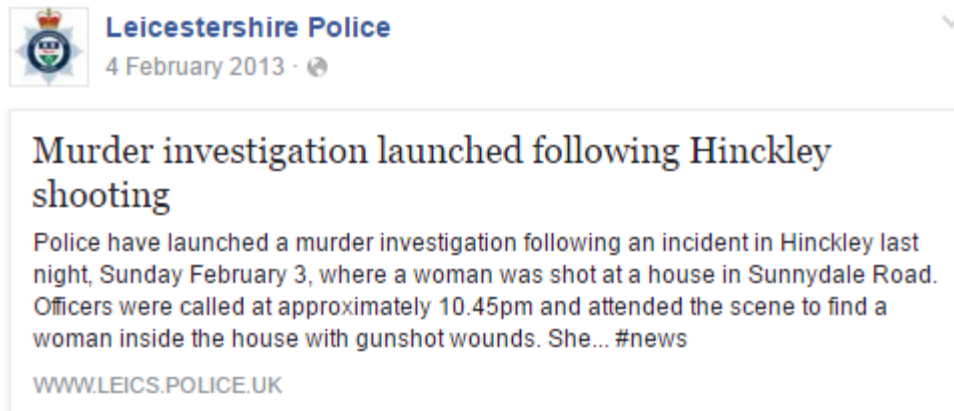 Leicestershire Police
4 February 2013 ·
Murder investigation launched following Hinckley
shooting
Police have launched a murder investigation following an incident in Hinckley last
night, Sunday February 3, where a woman was shot at a house in Sunnydale Road.
Officers were called at approximately 10.45pm and attended the scene to find a
woman inside the house with gunshot wounds. She... #news
WWW.LEICS.POLICE.UK